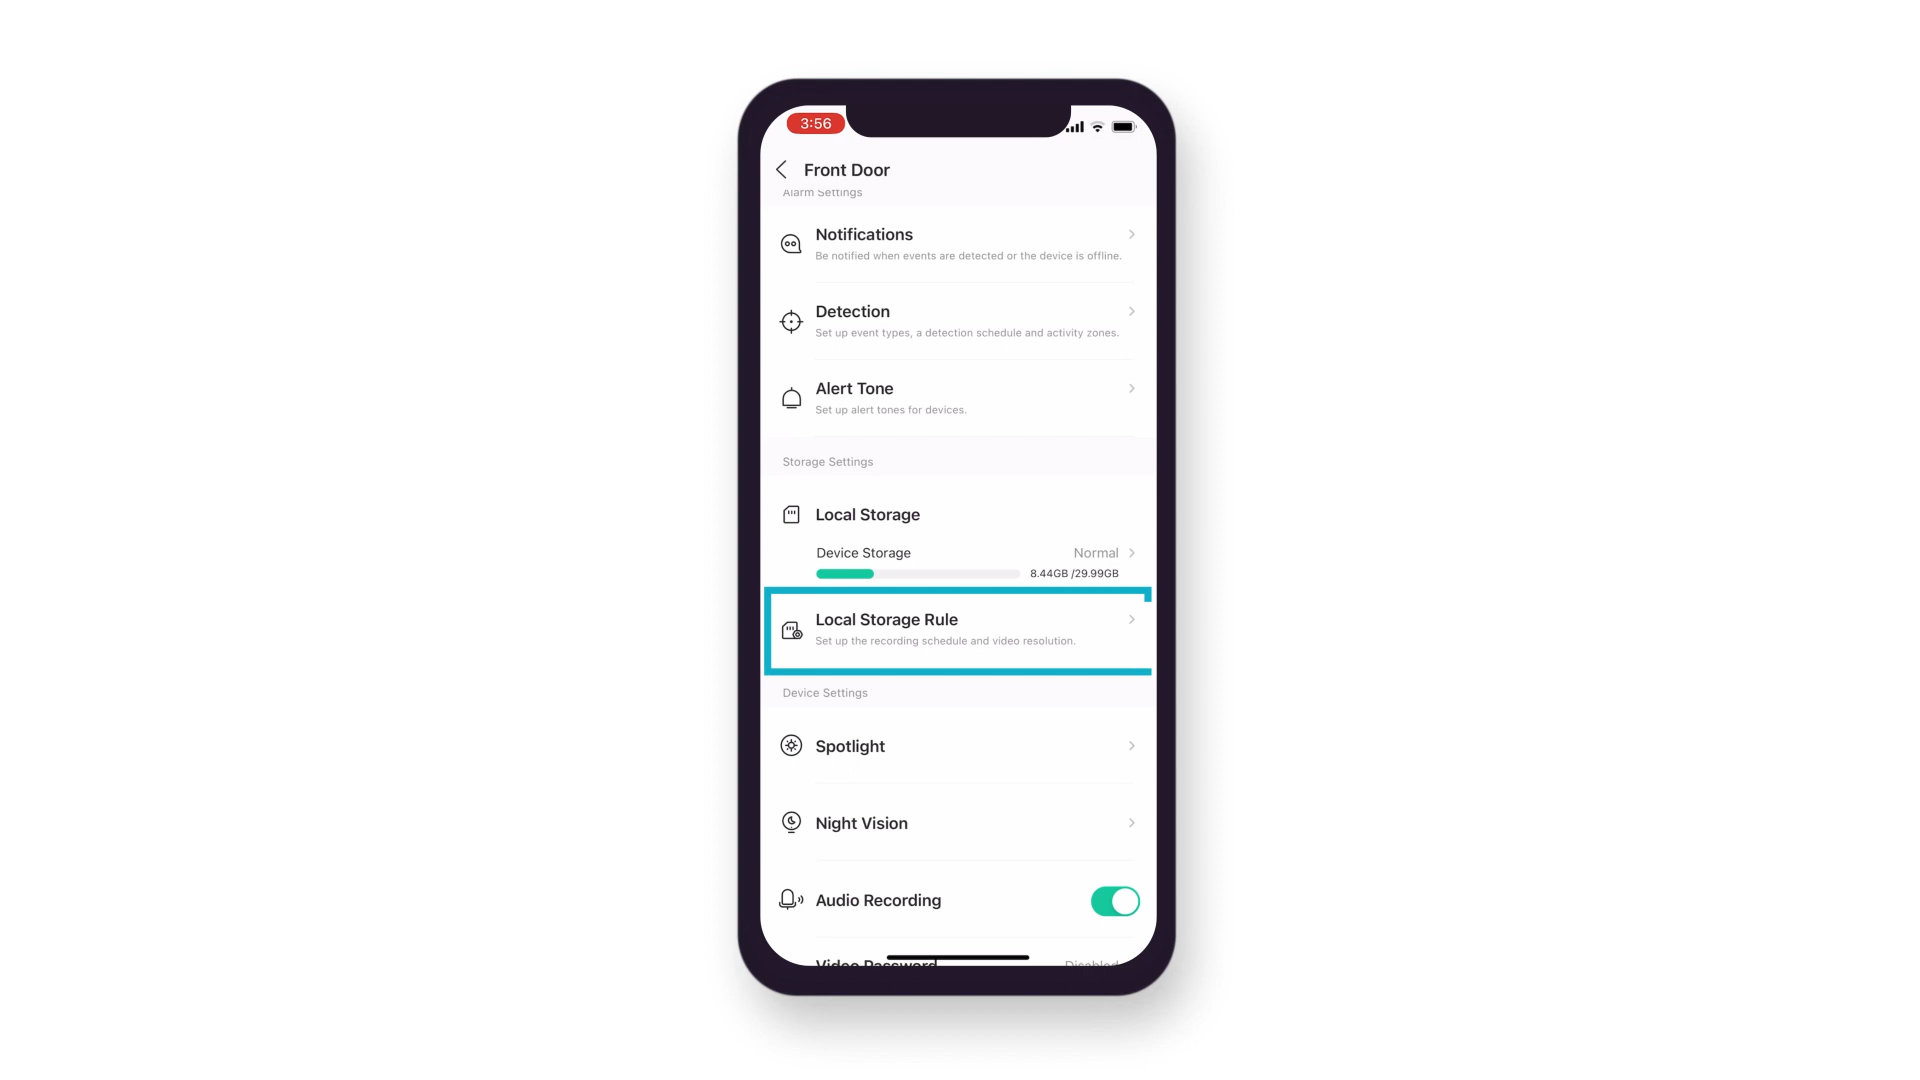 3:56
Front Door
Alarm Settings
Notifications
Be notified when events are detected or the device is offline.
Detection
Set up event types, a detection schedule and activity zones.
Alert Tone
Set up alert tones for devices.
Storage Settings
Local Storage
Device Storage Normal
8.44GB /29.99GB
Local Storage Rule
Set up the recording schedule and video resolution.
Device Settings
Spotlight
Night Vision
Audio Recording
Video Password Disabled